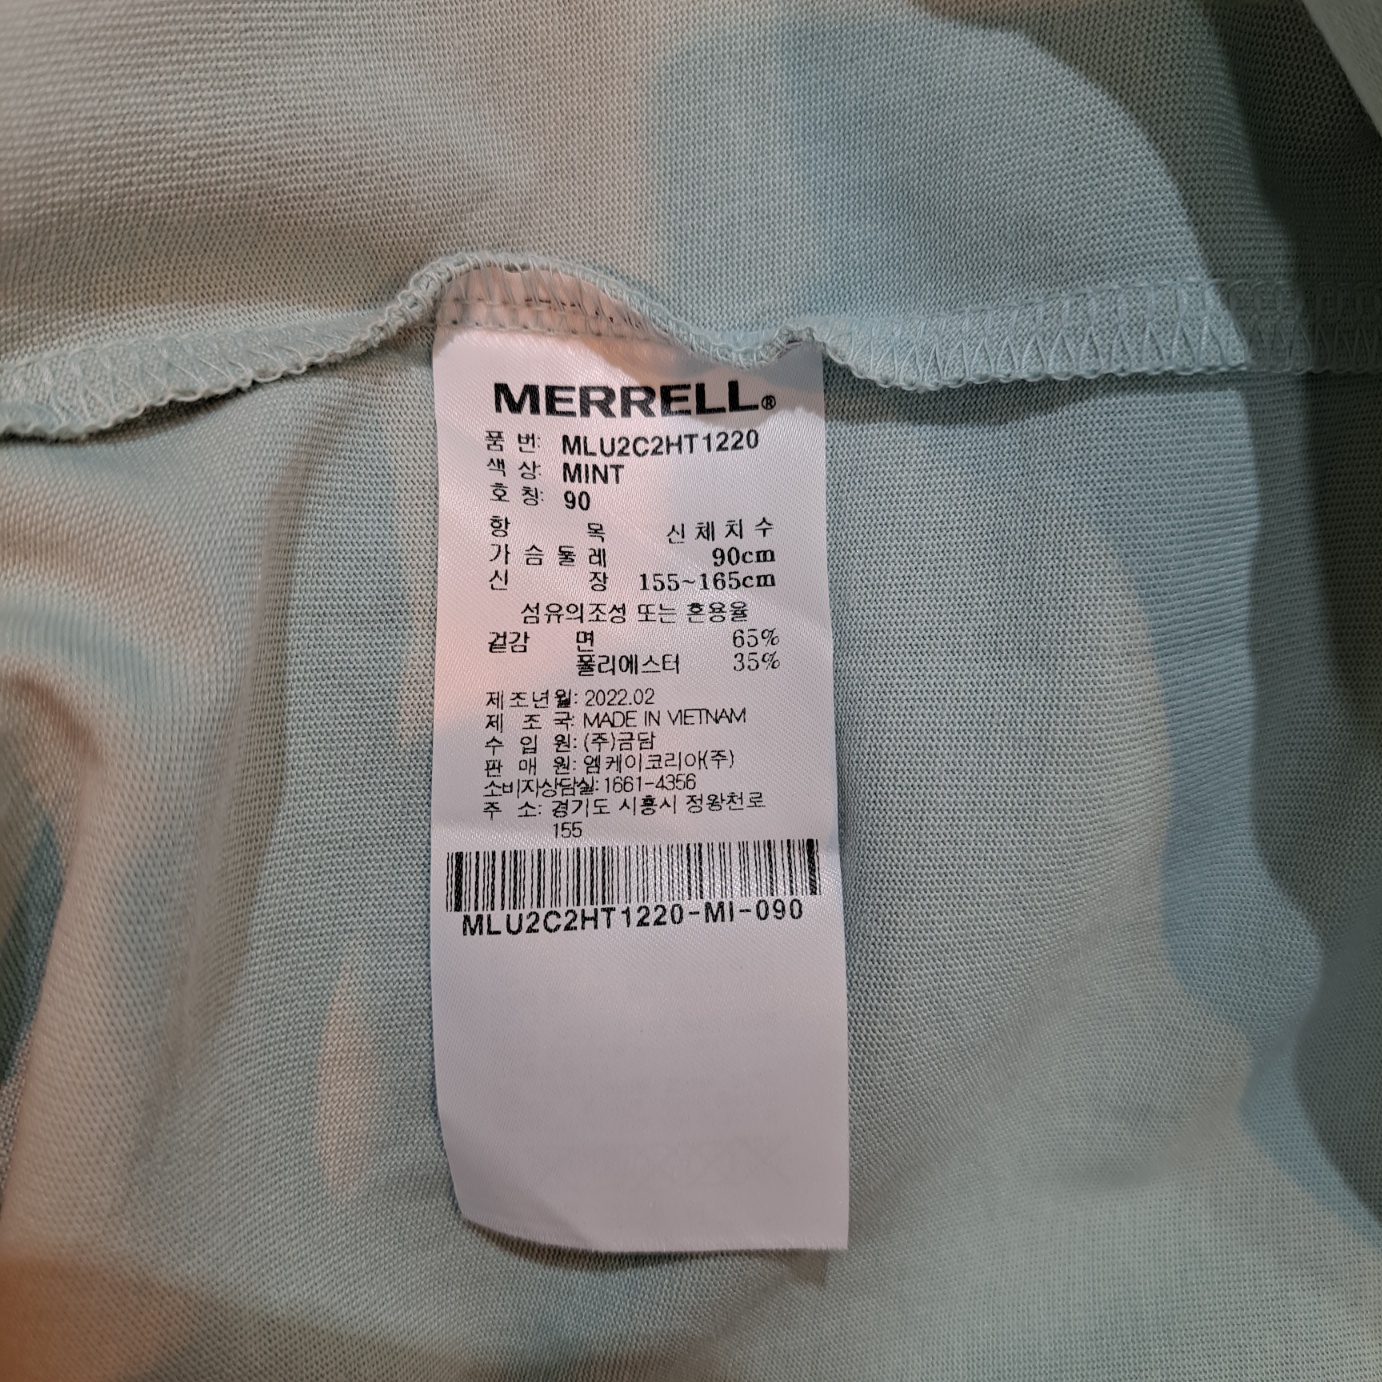 MERRELL®
품 번: MLU2C2HT1220
색 상: MINT
호 칭: 90
항 목 신체치수
가슴둘레 90cm
신 장 155~165cm
섬유의조성 또는 혼용율
겉감 면 65%
폴리에스터 35%
제조년월: 2022.02
제 조 국: MADE IN VIETNAM
수 입 원: (주)금담
판 매 원: 엠케이코리아(주)
소비자상담실: 1661-4356
주 소: 경기도 시흥시 정왕천로
155
MLU2C2HT1220-MI-090